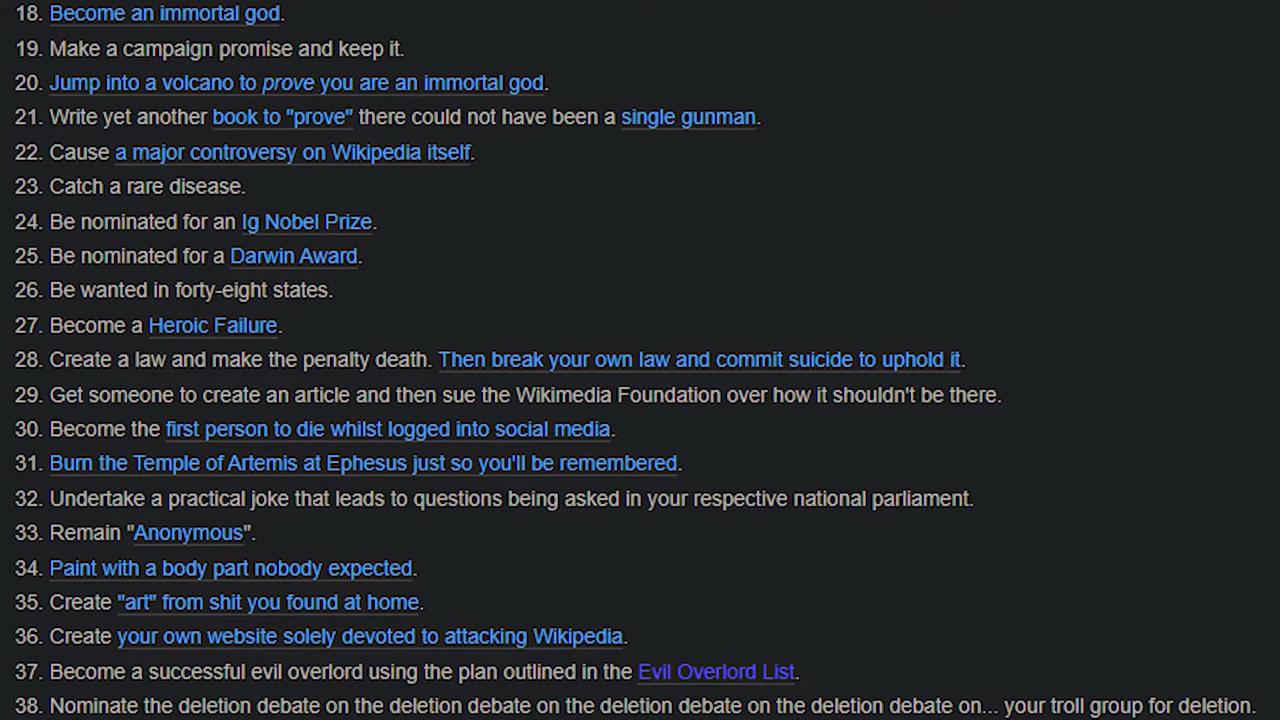 18. Become an immortal god.
19. Make a campaign promise and keep it.
20. Jump into a volcano to prove you are an immortal god.
21. Write yet another book to "prove" there could not have been a single gunman.
22. Cause a major controversy on Wikipedia itself.
23. Catch a rare disease.
24. Be nominated for an Ig Nobel Prize.
25. Be nominated for a Darwin Award.
26. Be wanted in forty-eight states.
27. Become a Heroic Failure.
28. Create a law and make the penalty death. Then break your own law and commit suicide to uphold it.
29. Get someone to create an article and then sue the Wikimedia Foundation over how it shouldn't be there.
30. Become the first person to die whilst logged into social media.
31. Burn the Temple of Artemis at Ephesus just so you'll be remembered.
32. Undertake a practical joke that leads to questions being asked in your respective national parliament.
33. Remain "Anonymous".
34. Paint with a body part nobody expected.
35. Create "art" from shit you found at home.
36. Create your own website solely devoted to attacking Wikipedia.
37. Become a successful evil overlord using the plan outlined in the Evil Overlord List.
38. Nominate the deletion debate on the deletion debate on the deletion debate on the deletion debate on... your troll group for deletion.